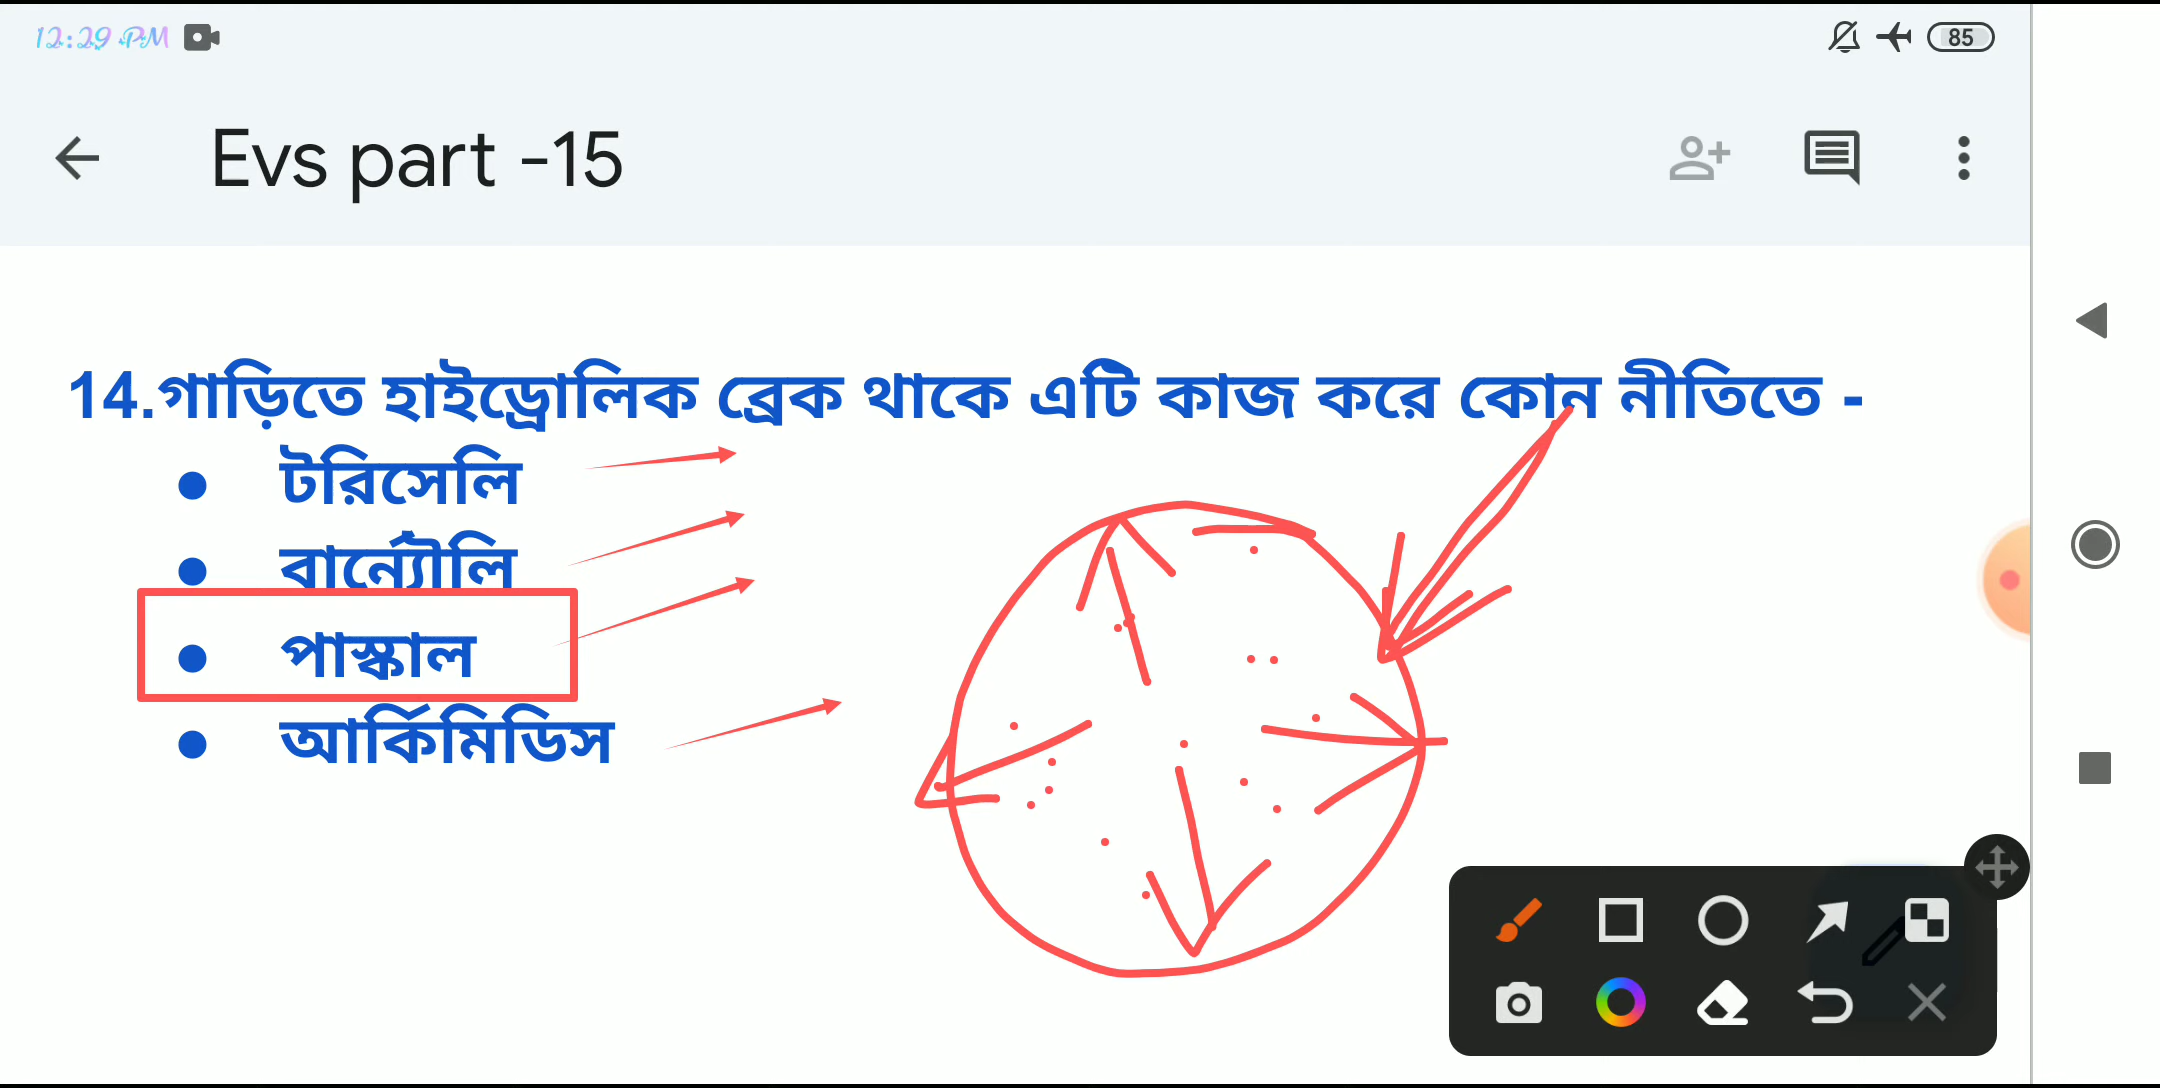 12:29 PM
85
Evs part -15
14.গাড়িতে হাইড্রোলিক ব্রেক থাকে এটি কাজ করে কোন নীতিতে -
● টরিসেলি
● বার্ন্যৌলি
● পাস্কাল
● আর্কিমিডিস